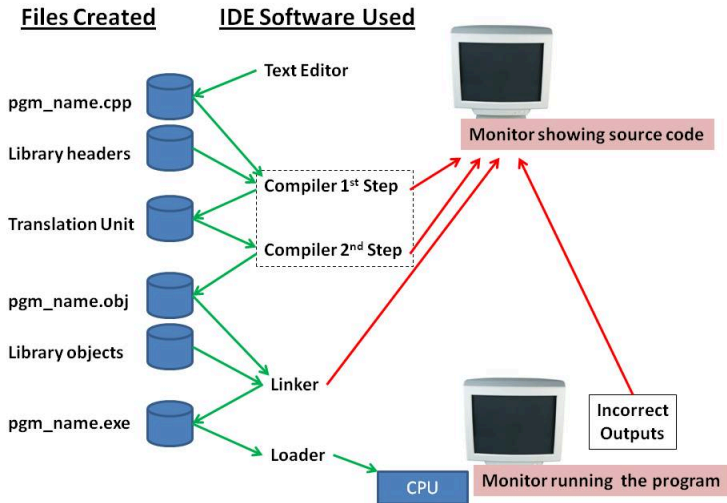 Files Created
IDE Software Used
Text Editor
pgm_name.cpp
Monitor showing source code
Library headers
Compiler 1st Step
Translation Unit
Compiler 2nd Step
pgm_name.obj
Library objects
Linker
Incorrect
Outputs
pgm_name.exe
Loader
CPU
Monitor running the program